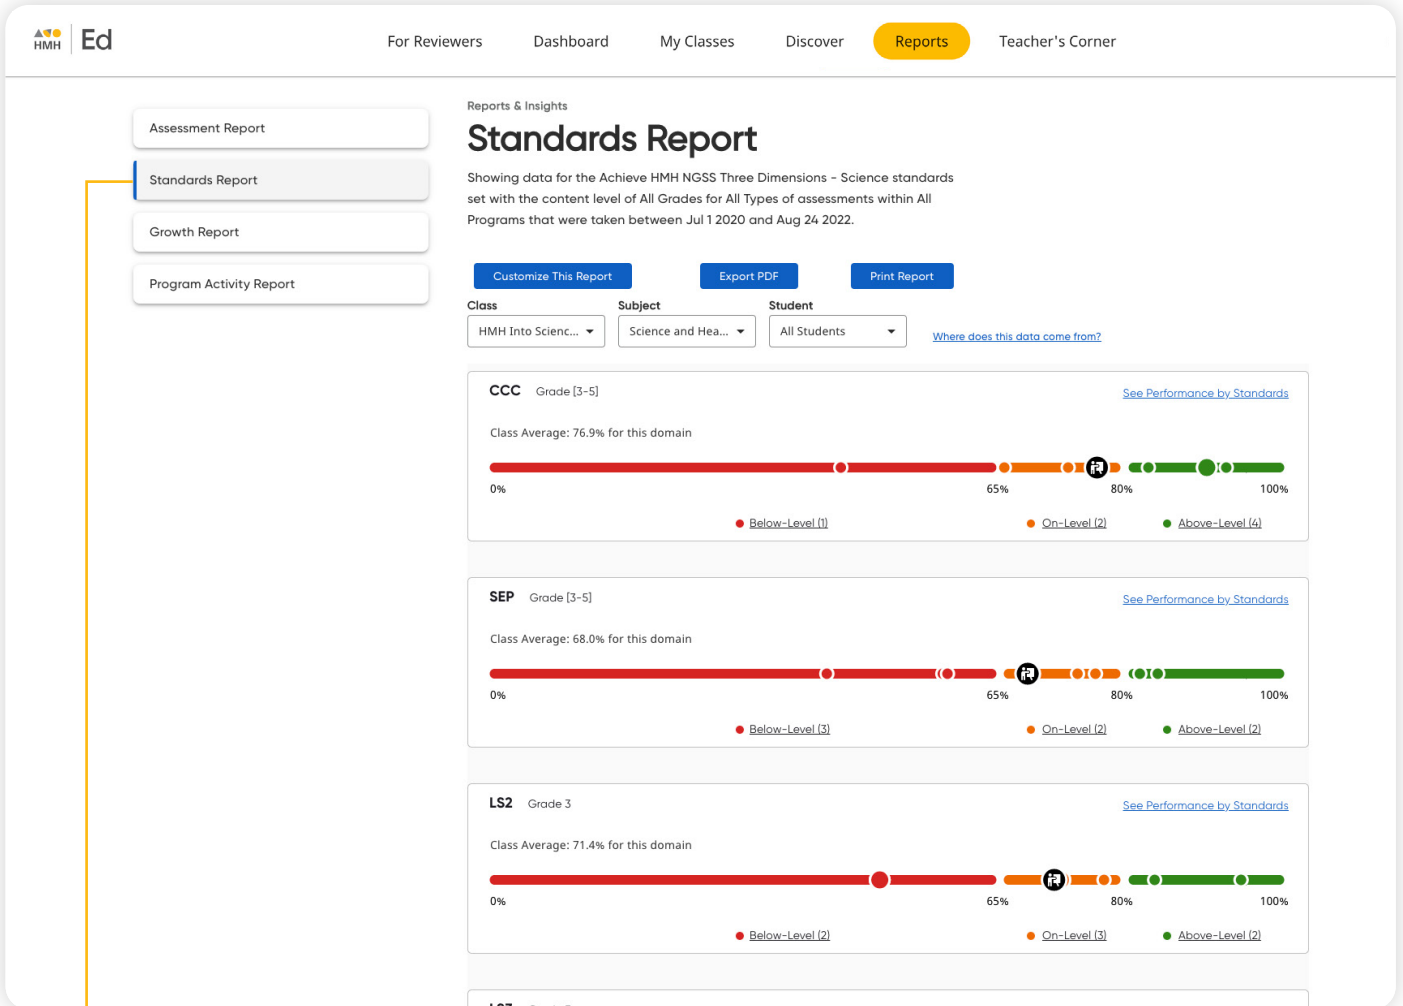 HMH
Ed
For Reviewers
Dashboard
My Classes
Discover
Reports
Teacher's Corner
Assessment Report
Standards Report
Growth Report
Program Activity Report
Reports & Insights
Standards Report
Showing data for the Achieve HMH NGSS Three Dimensions - Science standards
set with the content level of All Grades for All Types of assessments within All
Programs that were taken between Jul 1 2020 and Aug 24 2022.
Customize This Report
Export PDF
Print Report
Class
Subject
Student
HMH Into Scienc...
Science and Hea...
All Students
Where does this data come from?
CCC Grade [3-5]
See Performance by Standards
Class Average: 76.9% for this domain
0% 65% 80% 100%
Below-Level (1)
On-Level (2)
Above-Level (4)
SEP Grade [3-5]
See Performance by Standards
Class Average: 68.0% for this domain
0% 65% 80% 100%
Below-Level (3)
On-Level (2)
Above-Level (2)
LS2 Grade 3
See Performance by Standards
Class Average: 71.4% for this domain
0% 65% 80% 100%
Below-Level (2)
On-Level (3)
Above-Level (2)